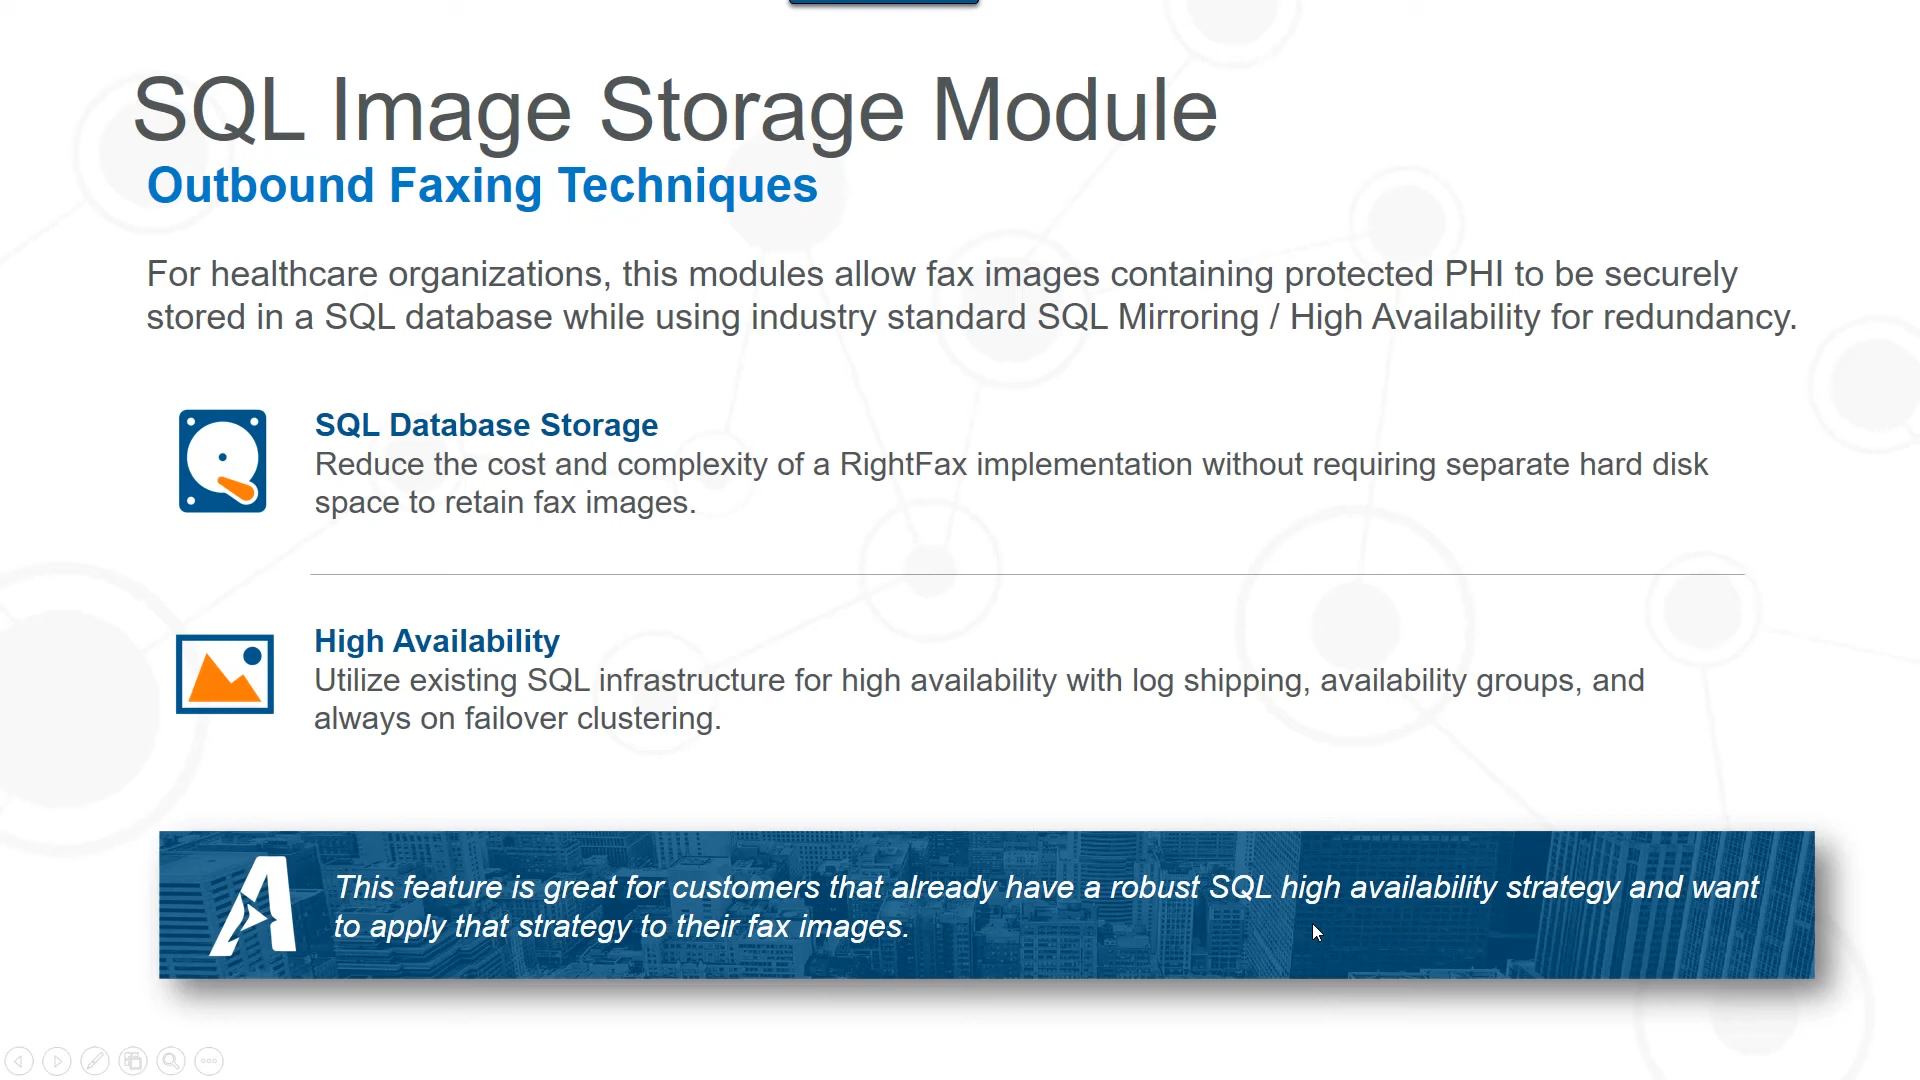 SQL Image Storage Module
Outbound Faxing Techniques
For healthcare organizations, this modules allow fax images containing protected PHI to be securely
stored in a SQL database while using industry standard SQL Mirroring / High Availability for redundancy.
SQL Database Storage
Reduce the cost and complexity of a RightFax implementation without requiring separate hard disk
space to retain fax images.
High Availability
Utilize existing SQL infrastructure for high availability with log shipping, availability groups, and
always on failover clustering.
This feature is great for customers that already have a robust SQL high availability strategy and want
to apply that strategy to their fax images.